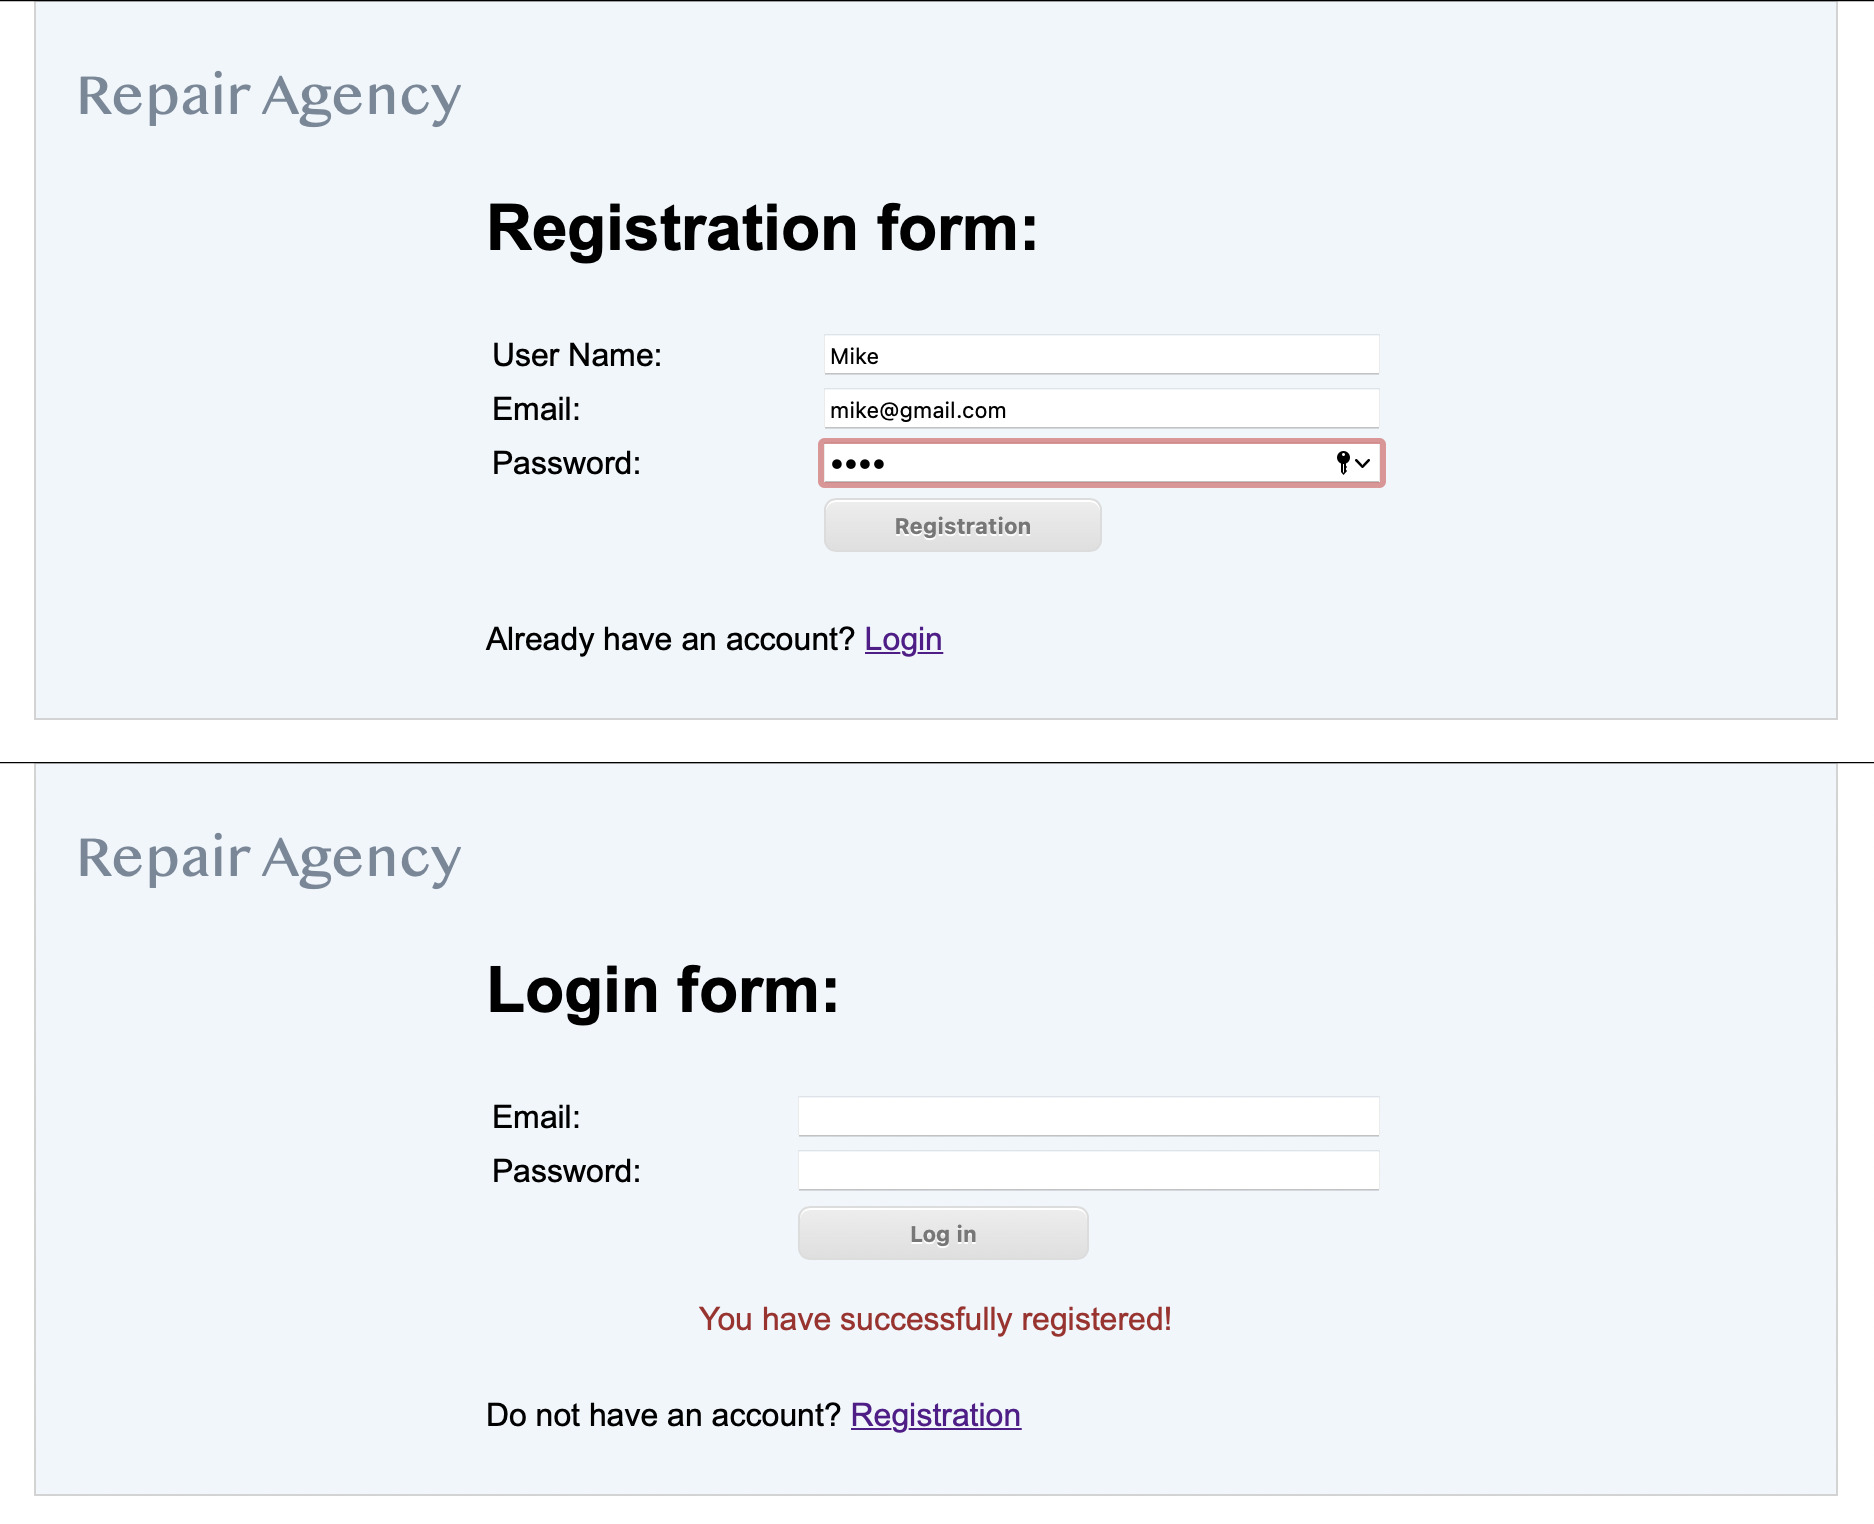 Repair Agency
Registration form:
User Name: Mike
Email: mike@gmail.com
Password: ••••
Registration
Already have an account? Login
Repair Agency
Login form:
Email:
Password:
Log in
You have successfully registered!
Do not have an account? Registration